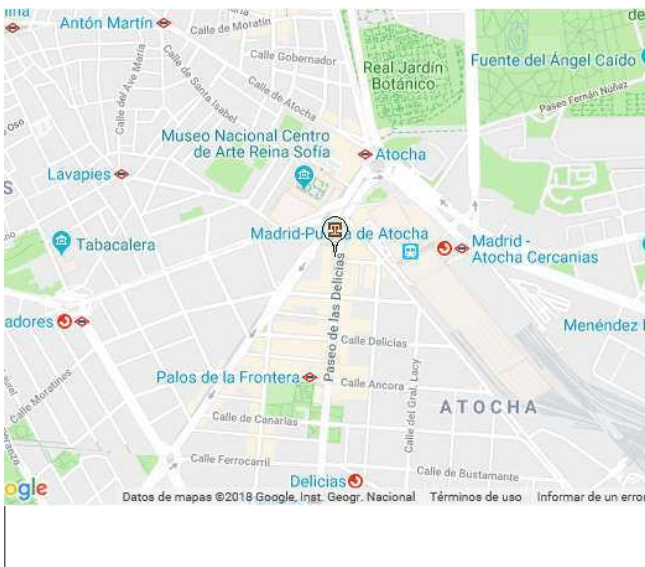 Antón Martín
Calle de Moratín
Calle Gobernador
Calle del Ave María
Calle de Santa Isabel
Calle de Atocha
Real Jardín
Botánico
Fuente del Ángel Caído
Paseo Fernán Núñez
de
Oso
Museo Nacional Centro
de Arte Reina Sofía
Atocha
Lavapies
S
Tabacalera
Madrid-Pu
a de Atocha
Madrid -
Atocha Cercanias
adores
Paseo de las Delicias
Calle Delicias
Menéndez
Palos de la Frontera
Calle Ancora
Calle del Gral. Lacy
ATOCHA
Calle Moratines
Calle de Canarias
Calle Ferrocarril
Calle de Bustamante
Delicias
ogle
Datos de mapas ©2018 Google, Inst. Geogr. Nacional
Términos de uso
Informar de un error